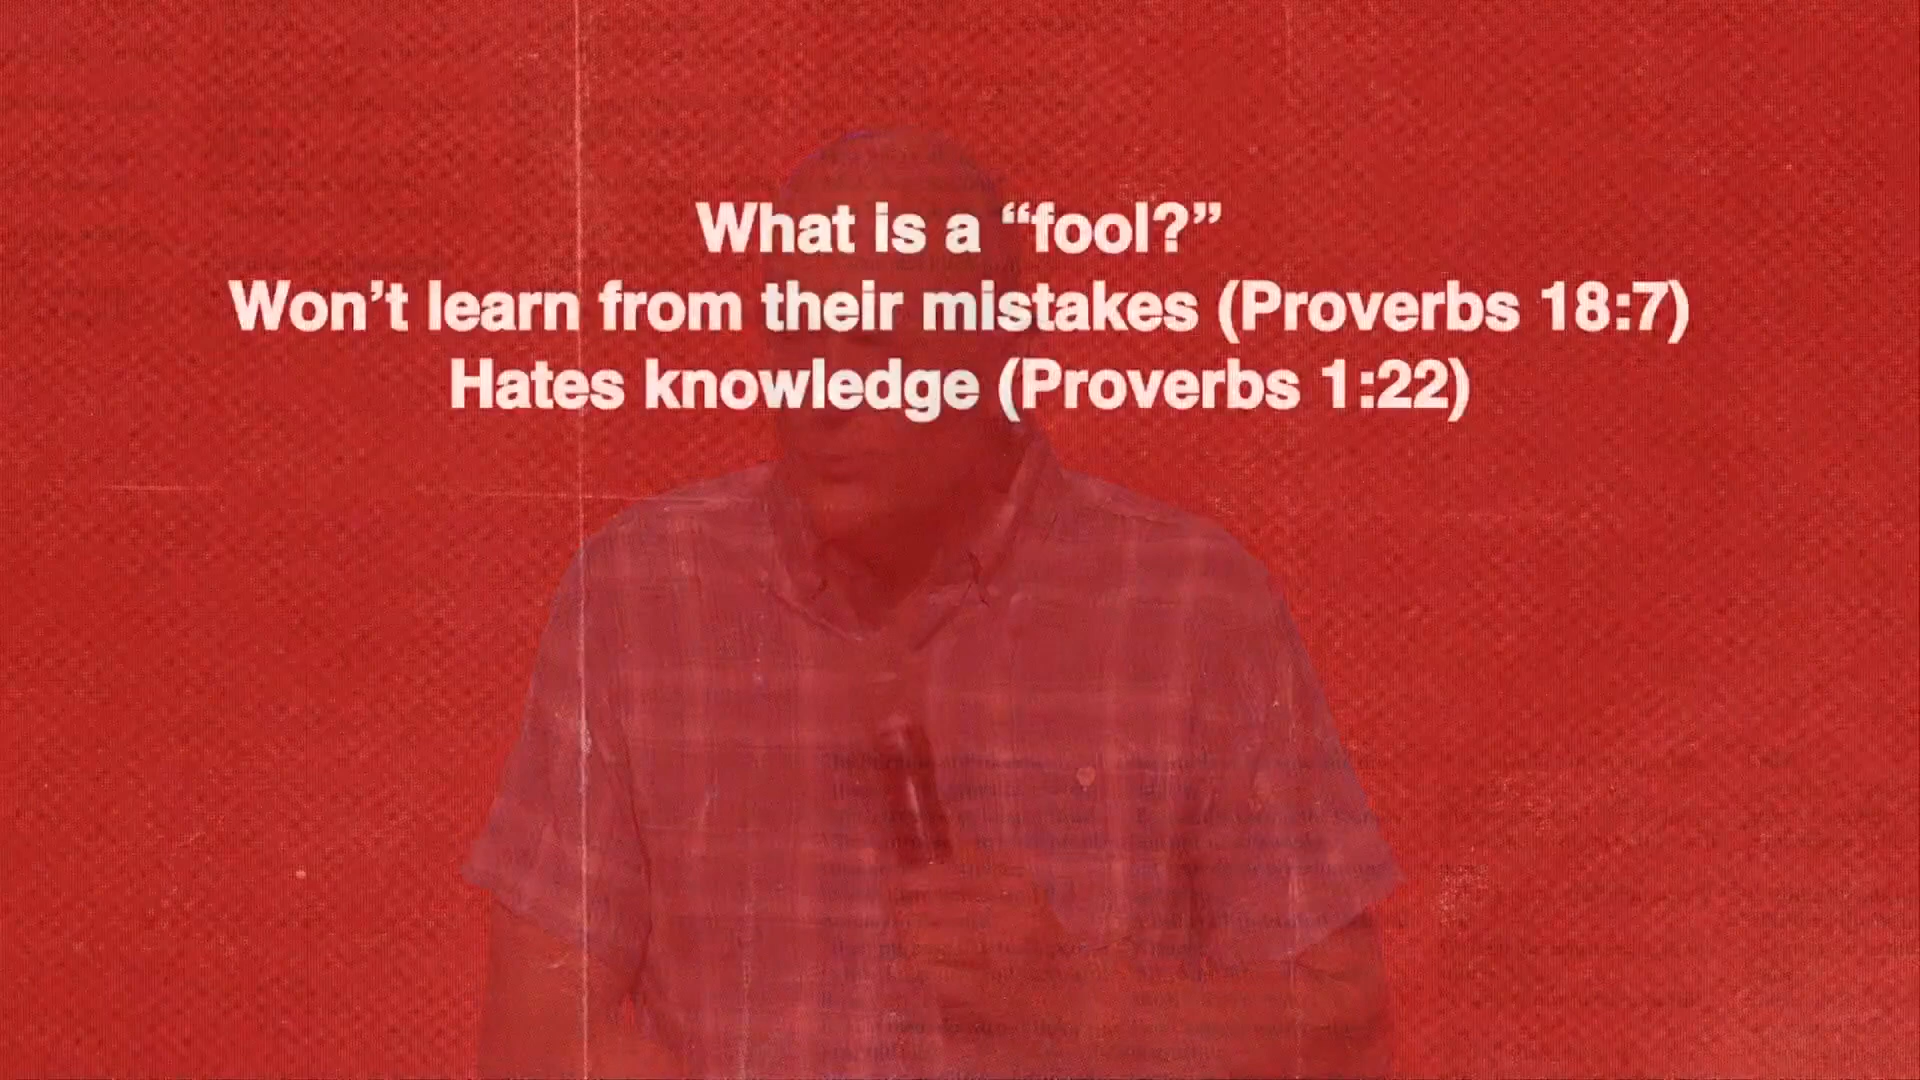 What is a “fool?”
Won’t learn from their mistakes (Proverbs 18:7)
Hates knowledge (Proverbs 1:22)